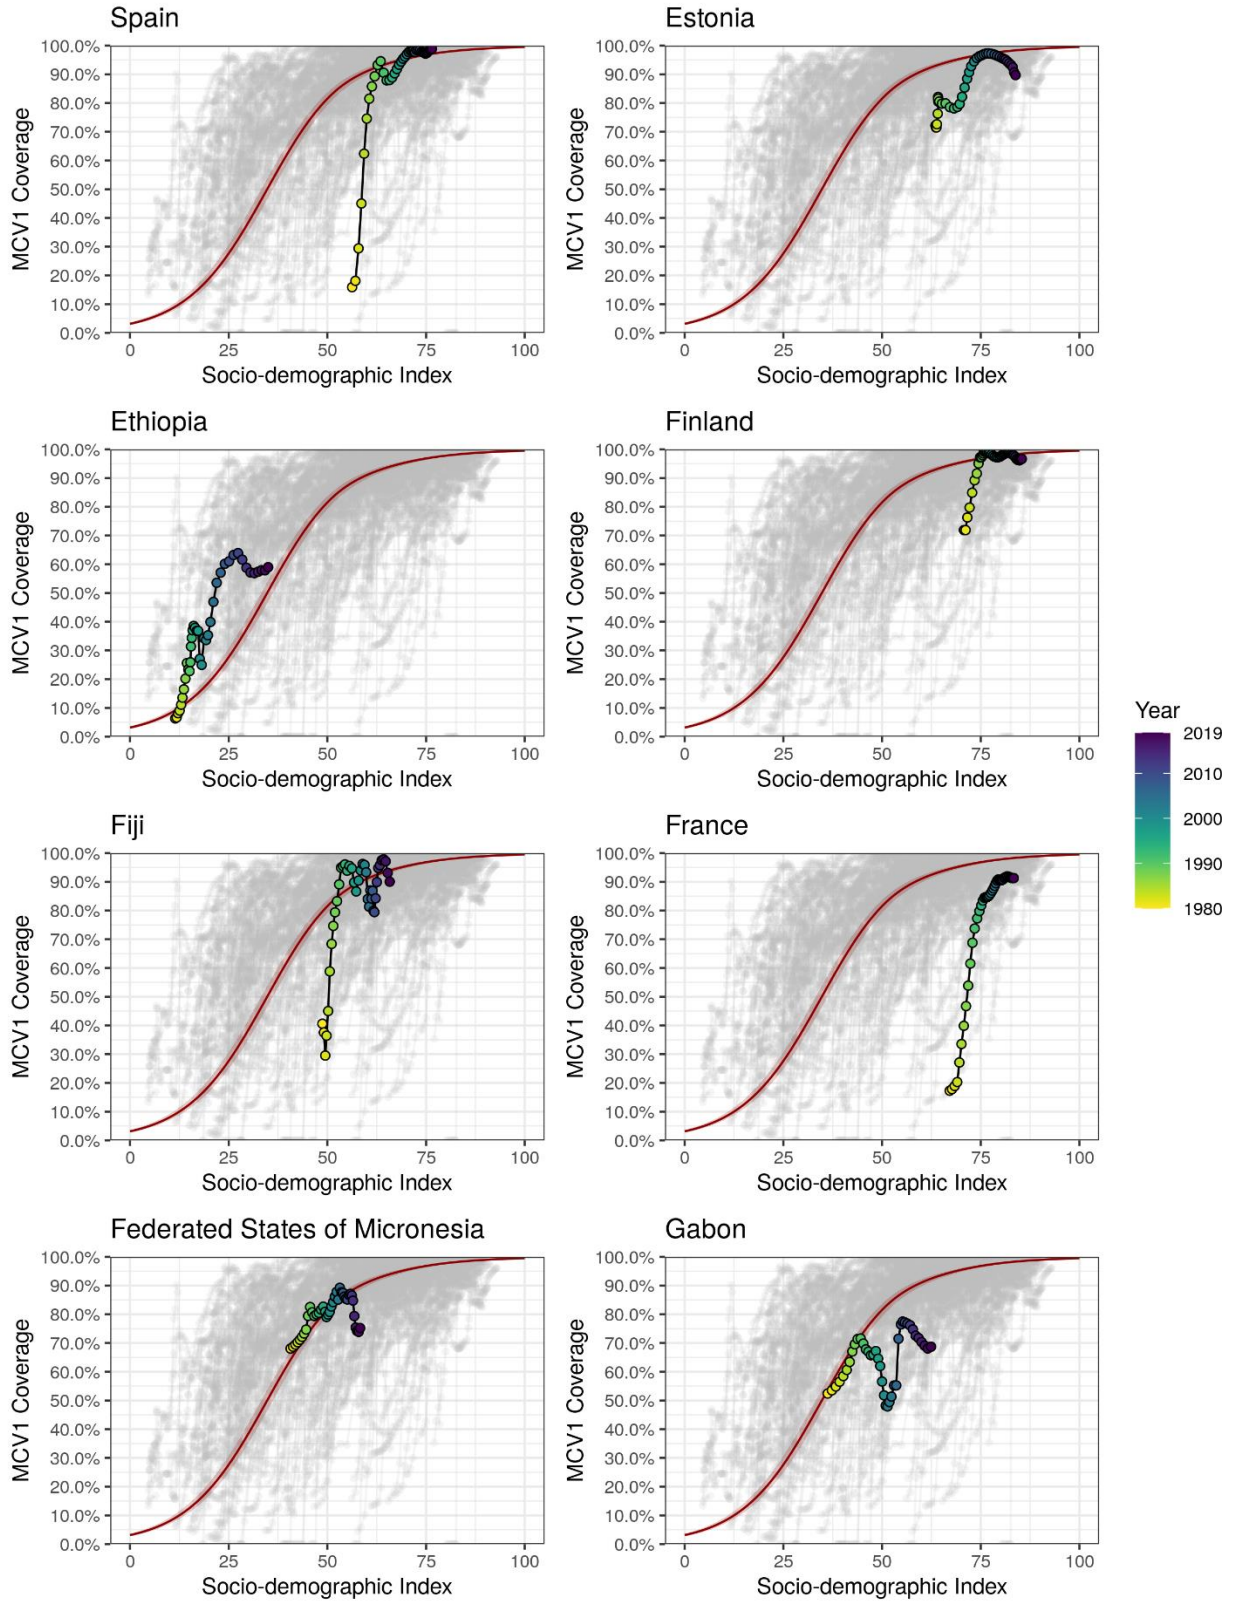 Spain
100.0%
90.0%
80.0%
70.0%
60.0%
50.0%
40.0%
30.0%
20.0%
10.0%
0.0%
MCV1 Coverage
0 25 50 75 100
Socio-demographic Index
Estonia
100.0%
90.0%
80.0%
70.0%
60.0%
50.0%
40.0%
30.0%
20.0%
10.0%
0.0%
MCV1 Coverage
0 25 50 75 100
Socio-demographic Index
Ethiopia
100.0%
90.0%
80.0%
70.0%
60.0%
50.0%
40.0%
30.0%
20.0%
10.0%
0.0%
MCV1 Coverage
0 25 50 75 100
Socio-demographic Index
Finland
100.0%
90.0%
80.0%
70.0%
60.0%
50.0%
40.0%
30.0%
20.0%
10.0%
0.0%
MCV1 Coverage
0 25 50 75 100
Socio-demographic Index
Fiji
100.0%
90.0%
80.0%
70.0%
60.0%
50.0%
40.0%
30.0%
20.0%
10.0%
0.0%
MCV1 Coverage
0 25 50 75 100
Socio-demographic Index
France
100.0%
90.0%
80.0%
70.0%
60.0%
50.0%
40.0%
30.0%
20.0%
10.0%
0.0%
MCV1 Coverage
0 25 50 75 100
Socio-demographic Index
Federated States of Micronesia
100.0%
90.0%
80.0%
70.0%
60.0%
50.0%
40.0%
30.0%
20.0%
10.0%
0.0%
MCV1 Coverage
0 25 50 75 100
Socio-demographic Index
Gabon
100.0%
90.0%
80.0%
70.0%
60.0%
50.0%
40.0%
30.0%
20.0%
10.0%
0.0%
MCV1 Coverage
0 25 50 75 100
Socio-demographic Index
Year
2019
2010
2000
1990
1980